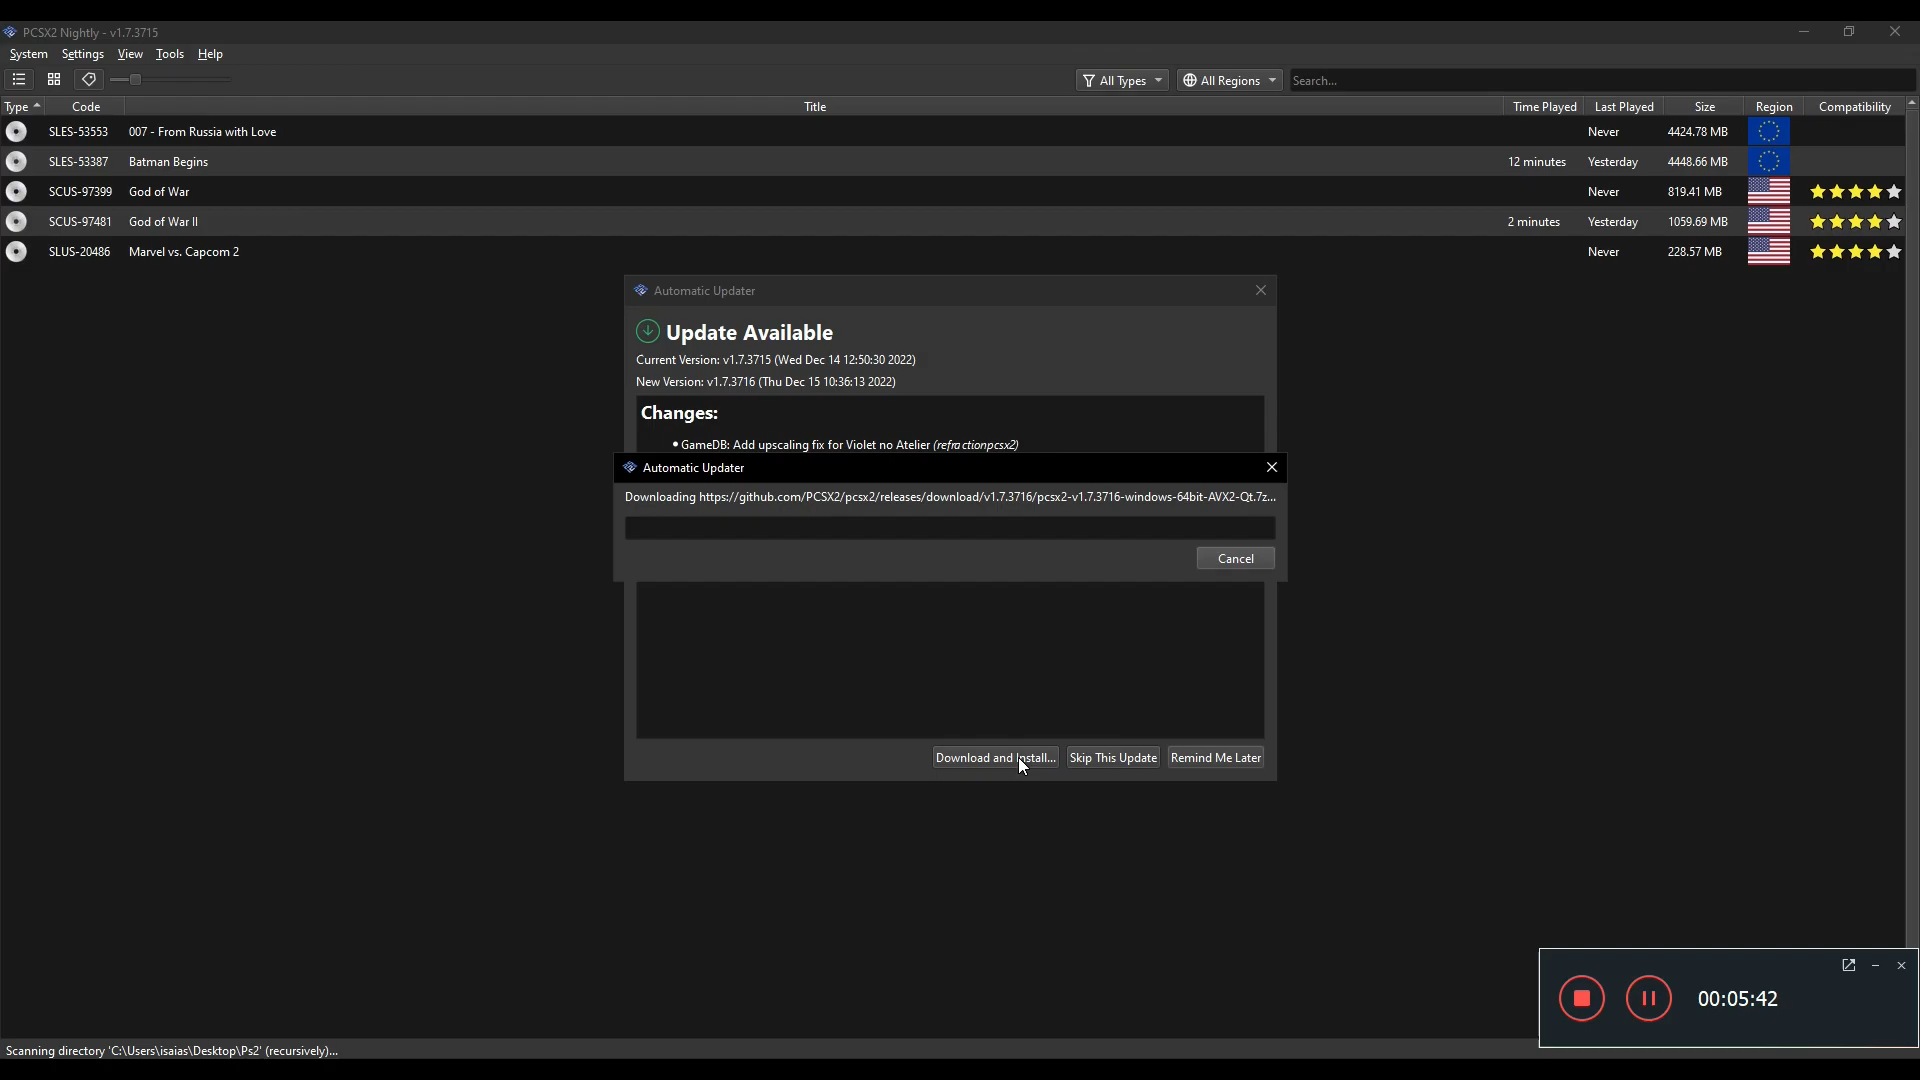 PCSX2 Nightly - v1.7.3715
System Settings View Tools Help
All Types All Regions Search...
Type Code Title Time Played Last Played Size Region Compatibility
SLES-53553 007 - From Russia with Love Never 4424.78 MB
SLES-53387 Batman Begins 12 minutes Yesterday 4448.66 MB
SCUS-97399 God of War Never 819.41 MB
SCUS-97481 God of War II 2 minutes Yesterday 1059.69 MB
SLUS-20486 Marvel vs. Capcom 2 Never 228.57 MB
Automatic Updater
Update Available
Current Version: v1.7.3715 (Wed Dec 14 12:50:30 2022)
New Version: v1.7.3716 (Thu Dec 15 10:36:13 2022)
Changes:
• GameDB: Add upscaling fix for Violet no Atelier (refractionpcsx2)
Automatic Updater
Downloading https://github.com/PCSX2/pcsx2/releases/download/v1.7.3716/pcsx2-v1.7.3716-windows-64bit-AVX2-Qt.7z...
Cancel
Download and Install... Skip This Update Remind Me Later
00:05:42
Scanning directory 'C:\Users\isaias\Desktop\Ps2' (recursively)...